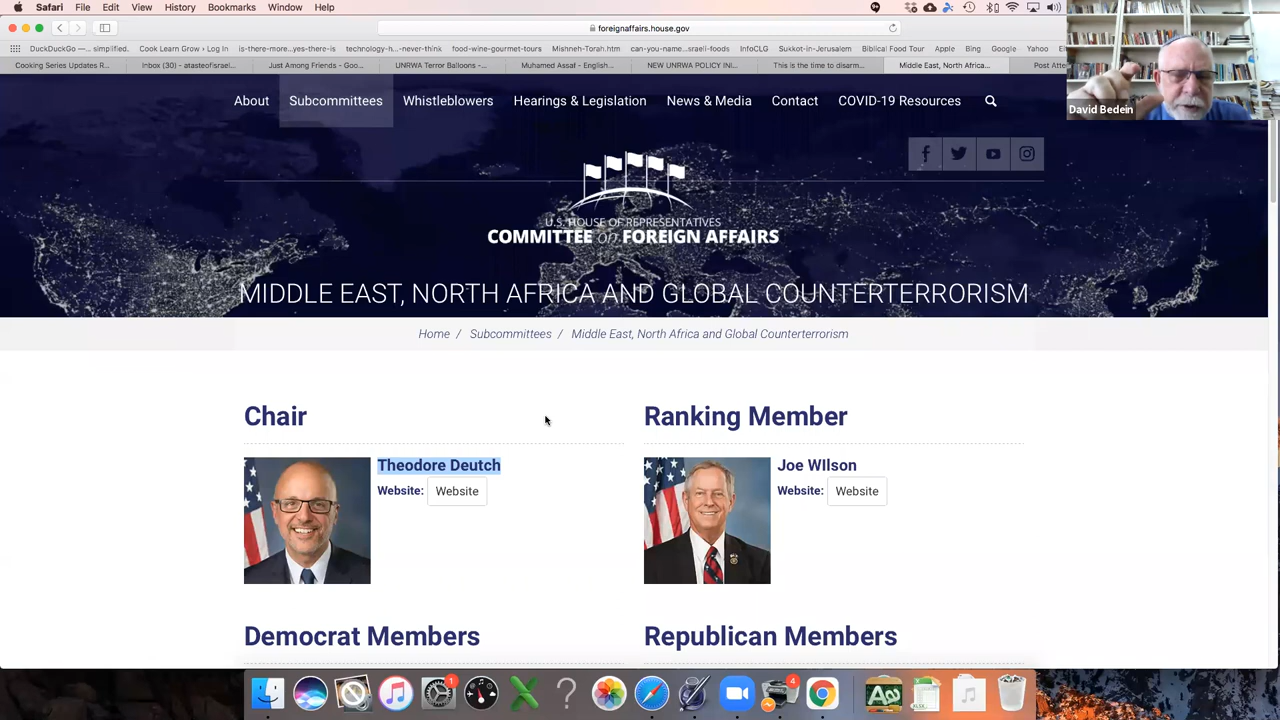 Safari File Edit View History Bookmarks Window Help
foreignaffairs.house.gov
DuckDuckGo — ... simplified. Cook Learn Grow › Log In is-there-more...yes-there-is technology-h...-never-think food-wine-gourmet-tours Mishneh-Torah.htm can-you-name...sraeli-foods InfoCLG Sukkot-in-Jerusalem Biblical Food Tour Apple Bing Google Yahoo
Cooking Series Updates R... Inbox (30) - atasteofisrael... Just Among Friends - Goo... UNRWA Terror Balloons -... Muhamed Assaf - English... NEW UNRWA POLICY INI... This is the time to disarm... Middle East, North Africa... Post Att
David Bedein
About Subcommittees Whistleblowers Hearings & Legislation News & Media Contact COVID-19 Resources
U.S. HOUSE OF REPRESENTATIVES
COMMITTEE on FOREIGN AFFAIRS
MIDDLE EAST, NORTH AFRICA AND GLOBAL COUNTERTERRORISM
Home / Subcommittees / Middle East, North Africa and Global Counterterrorism
Chair
Theodore Deutch
Website: Website
Ranking Member
Joe WIlson
Website: Website
Democrat Members
Republican Members
1
4